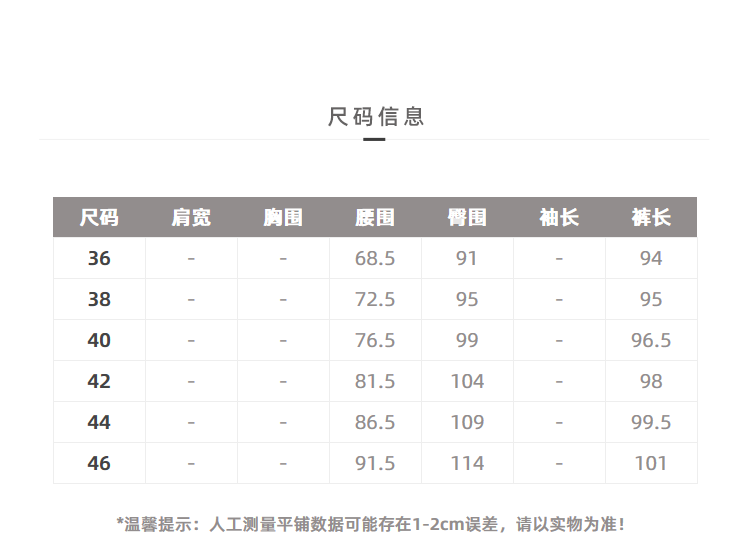 尺码信息
尺码 肩宽 胸围 腰围 臀围 袖长 裤长
36 - - 68.5 91 - 94
38 - - 72.5 95 - 95
40 - - 76.5 99 - 96.5
42 - - 81.5 104 - 98
44 - - 86.5 109 - 99.5
46 - - 91.5 114 - 101
*温馨提示：人工测量平铺数据可能存在1-2cm误差，请以实物为准！